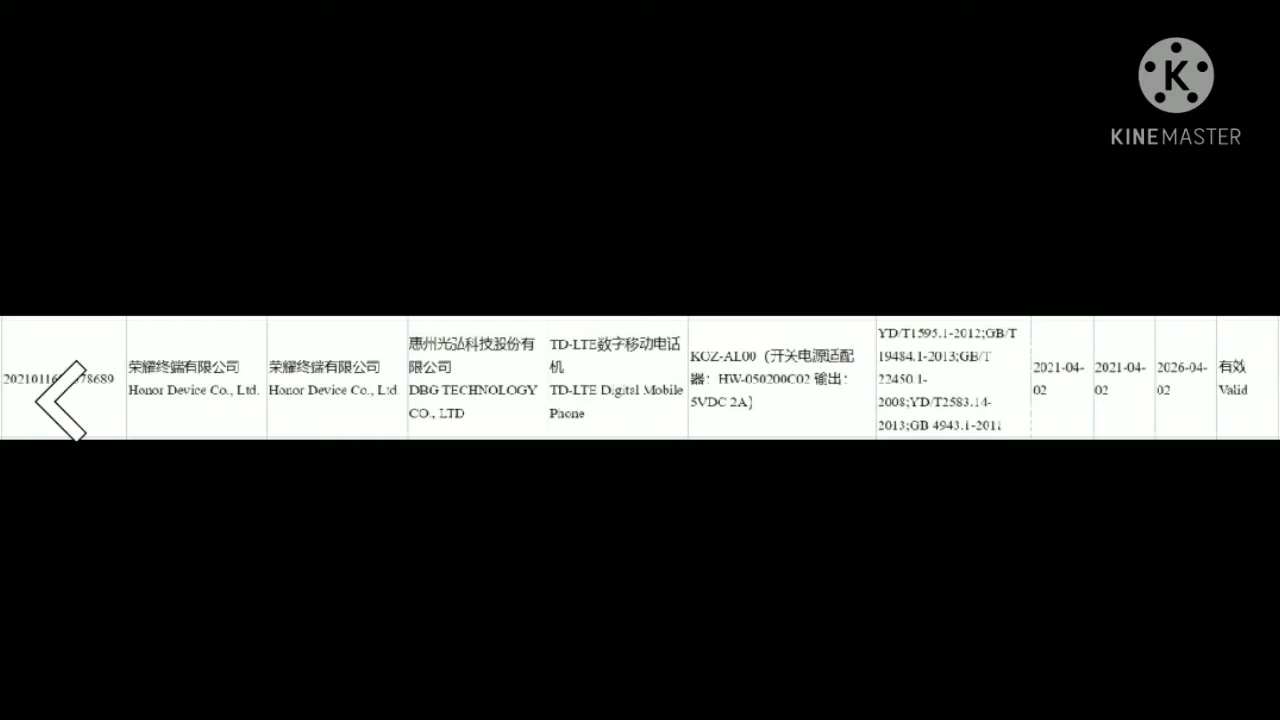 KINEMASTER
荣耀终端有限公司
Honor Device Co., Ltd.
荣耀终端有限公司
Honor Device Co., Ltd.
惠州光弘科技股份有
限公司
DBG TECHNOLOGY
CO., LTD
TD-LTE数字移动电话
机
TD-LTE Digital Mobile
Phone
KOZ-AL00（开关电源适配
器：HW-050200C02 输出：
5VDC 2A）
YD/T1595.1-2012;GB/T
19484.1-2013;GB/T
22450.1-
2008;YD/T2583.14-
2013;GB 4943.1-2011
2021-04-
02
2021-04-
02
2026-04-
02
有效
Valid